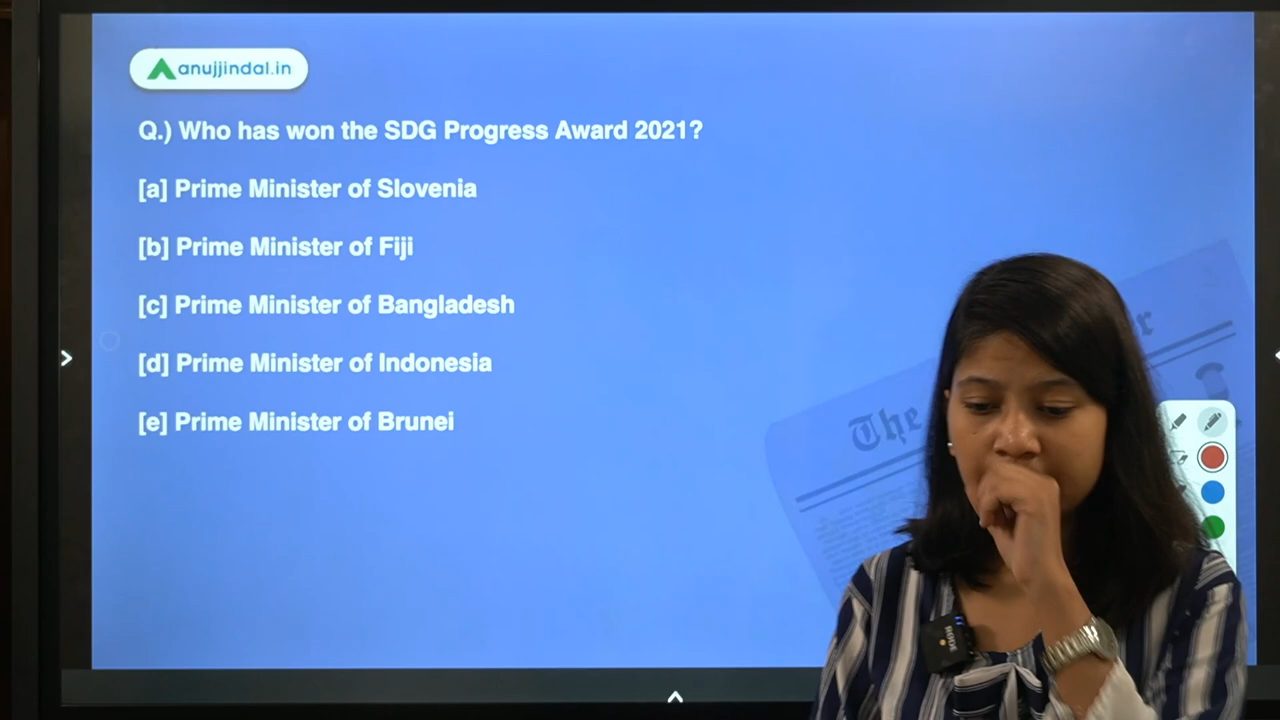 anujjindal.in
Q.) Who has won the SDG Progress Award 2021?
[a] Prime Minister of Slovenia
[b] Prime Minister of Fiji
[c] Prime Minister of Bangladesh
[d] Prime Minister of Indonesia
[e] Prime Minister of Brunei
The